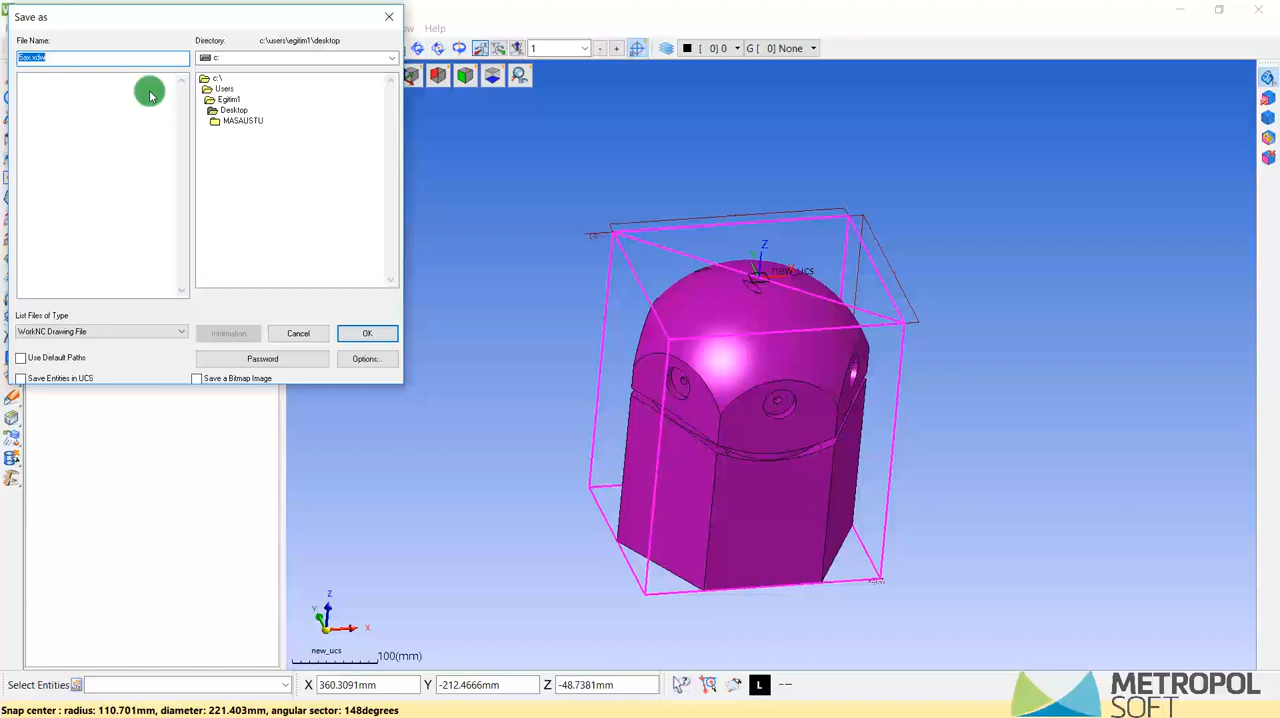 Save as
Help
File Name:
Directory:
c:\users\egitim1\desktop
5ax.xdw
c:
1
[ 0] 0
G [ 0] None
c:\
Users
Egitim1
Desktop
MASAUSTU
Z
new_ucs
List Files of Type
WorkNC Drawing File
Information
Cancel
OK
Use Default Paths
Password
Options...
Save Entities in UCS
Save a Bitmap Image
Z
Y
X
new_ucs
100(mm)
Select Entities
X
360.3091mm
Y
-212.4666mm
Z
-48.7381mm
L
METROPOL
SOFT
Snap center : radius: 110.701mm, diameter: 221.403mm, angular sector: 148degrees